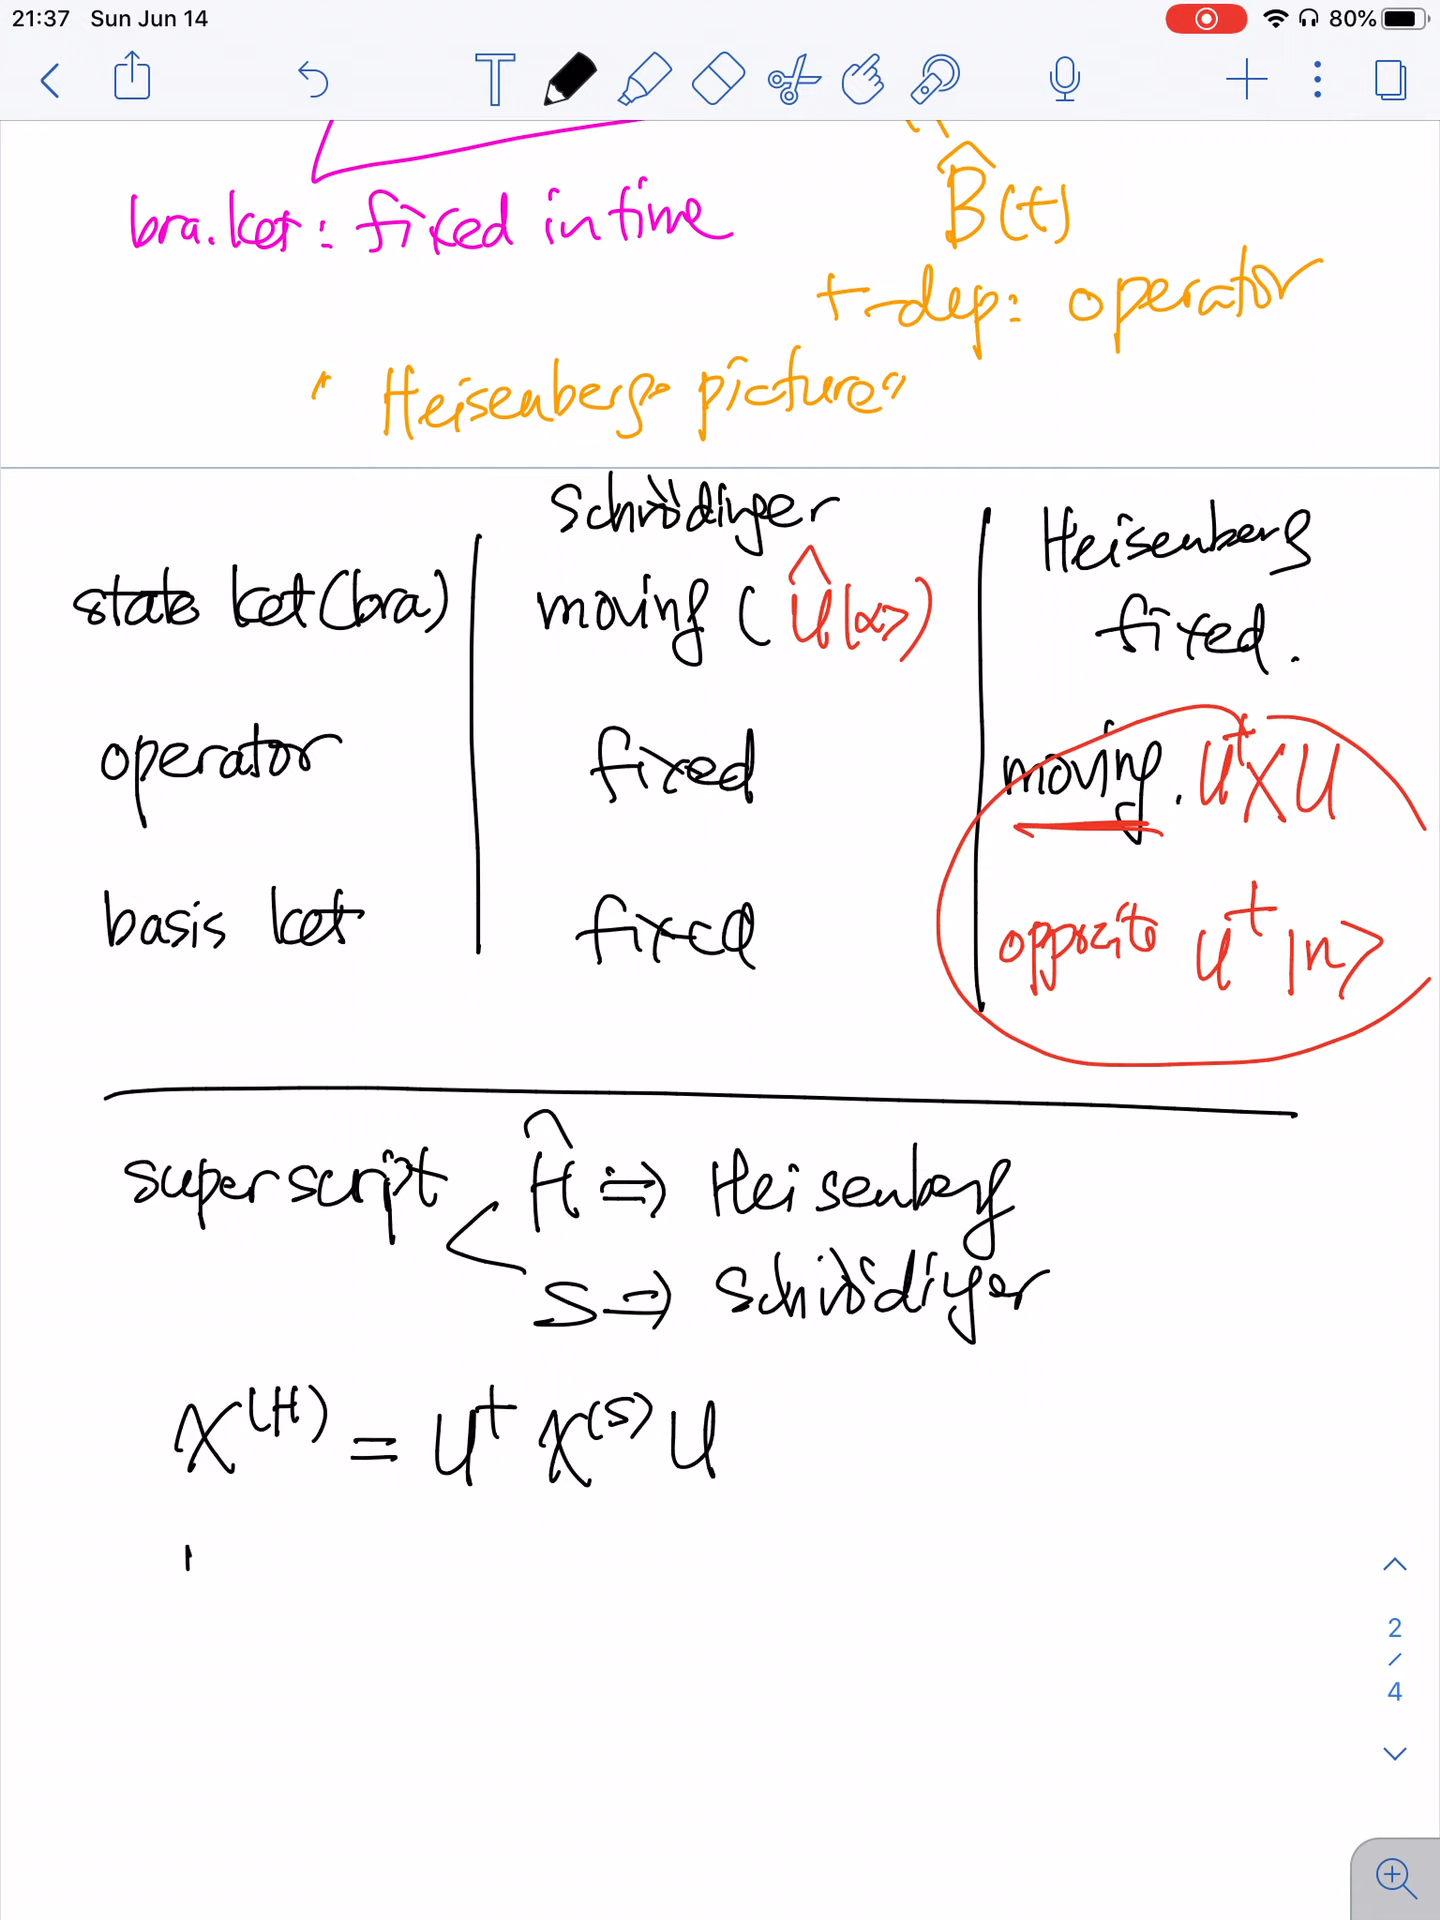 21:37 Sun Jun 14 80%
T
B̂(t)
bra.ket: fixed in time
t-dep: operator
" Heisenberg picture"
Schrödinger
Heisenberg
state ket(bra) moving (Û|α>) fixed.
operator fixed moving. U†XU
basis ket fixed opposite U†|n>
superscript Ĥ ⇒ Heisenberg
S ⇒ Schrödinger
X^(H) = U† X^(S) U
2
/
4